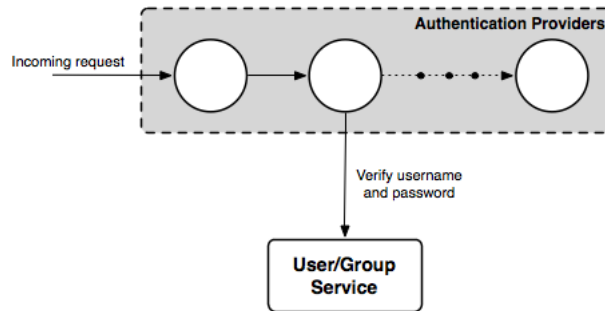 Authentication Providers
Incoming request
Verify username
and password
User/Group
Service